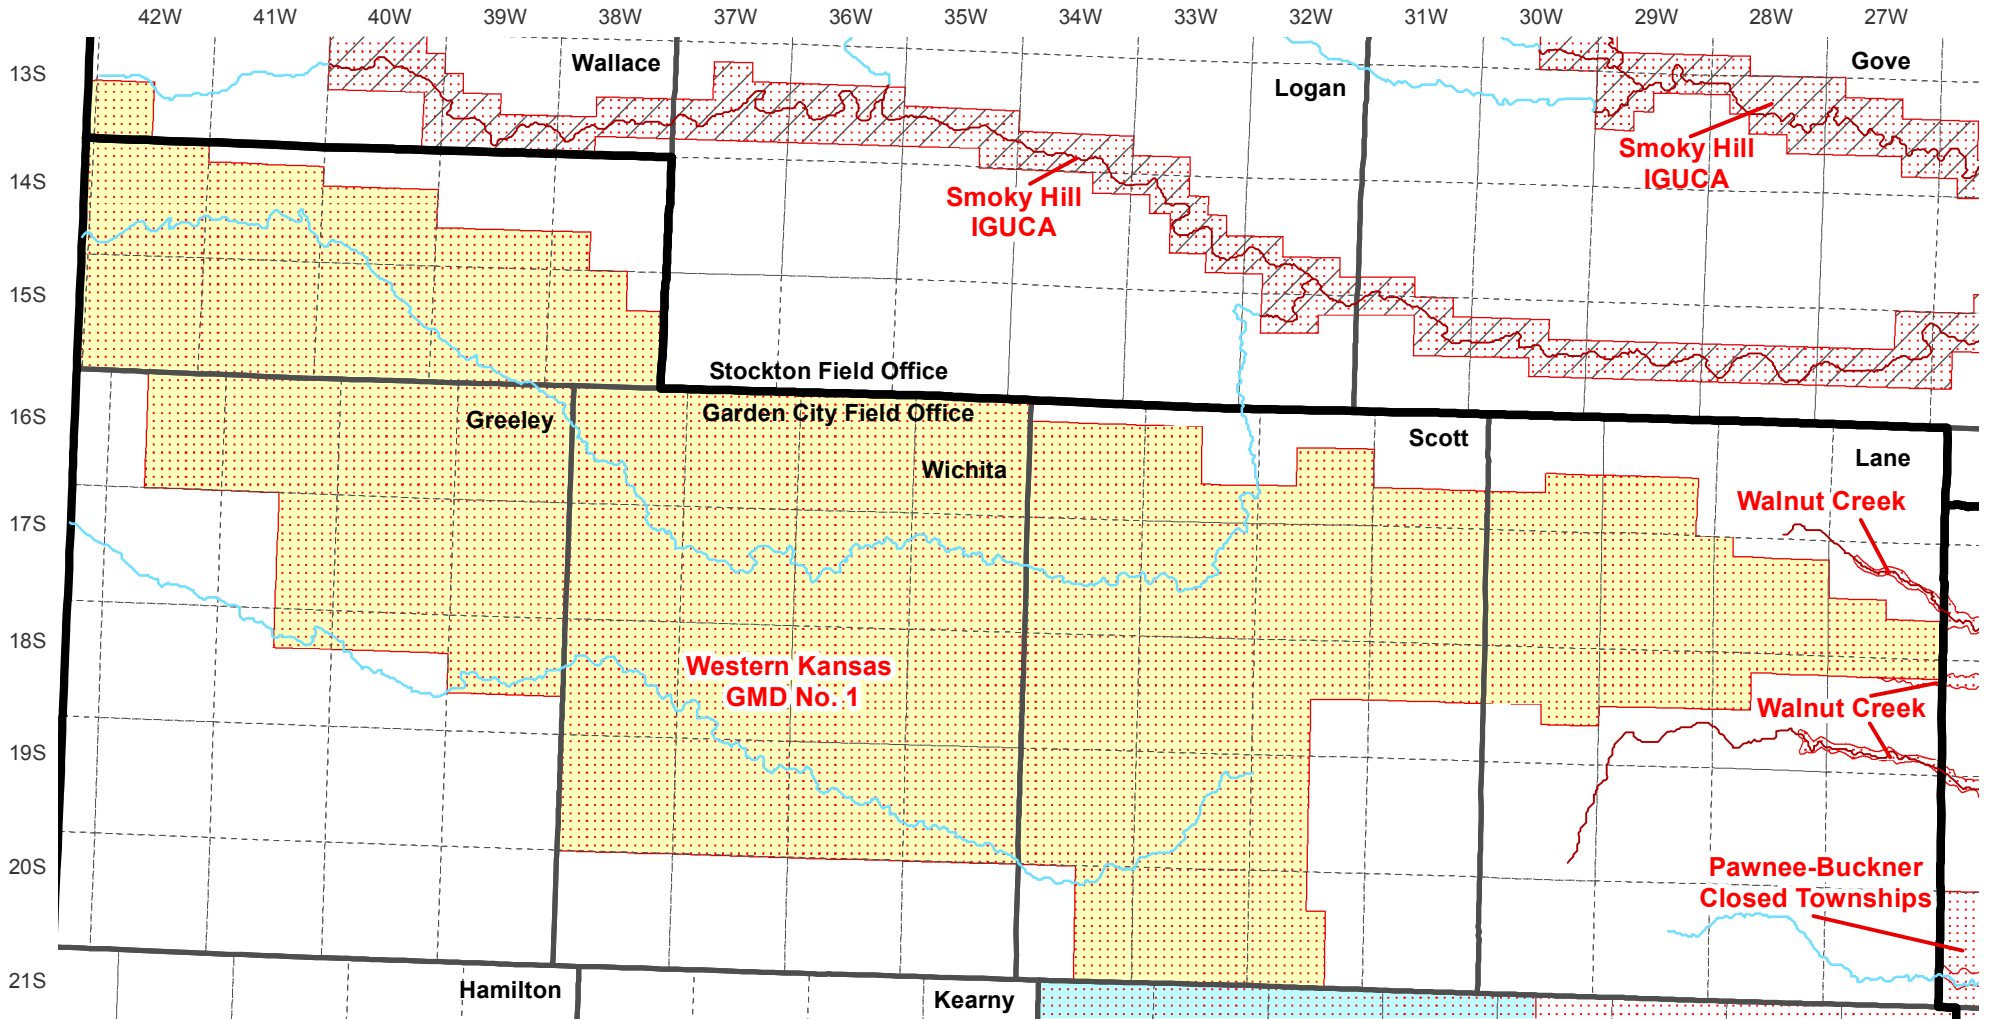 42W 41W 40W 39W 38W 37W 36W 35W 34W 33W 32W 31W 30W 29W 28W 27W
13S
14S
15S
16S
17S
18S
19S
20S
21S
Wallace
Logan
Gove
Smoky Hill
IGUCA
Smoky Hill
IGUCA
Stockton Field Office
Garden City Field Office
Greeley
Wichita
Scott
Lane
Walnut Creek
Western Kansas
GMD No. 1
Walnut Creek
Pawnee-Buckner
Closed Townships
Hamilton
Kearny